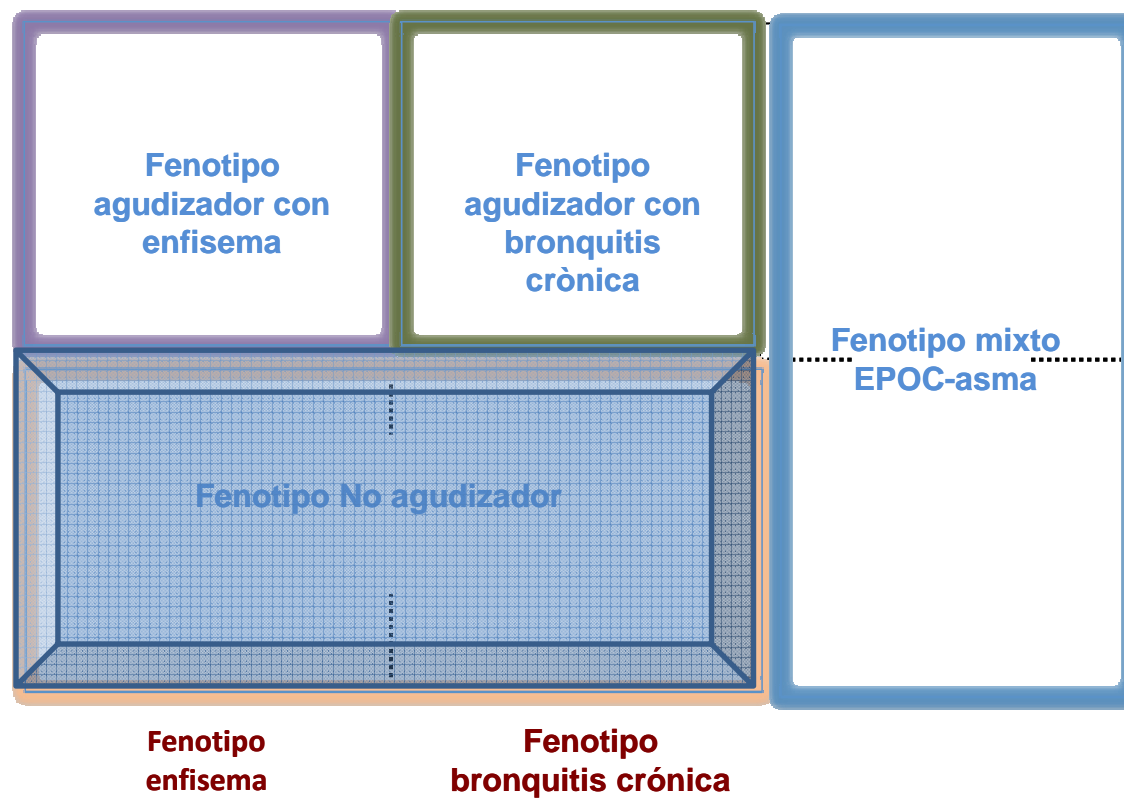 Fenotipo
agudizador con
enfisema
Fenotipo
agudizador con
bronquitis
crònica
Fenotipo mixto
EPOC-asma
Fenotipo No agudizador
Fenotipo
enfisema
Fenotipo
bronquitis crónica